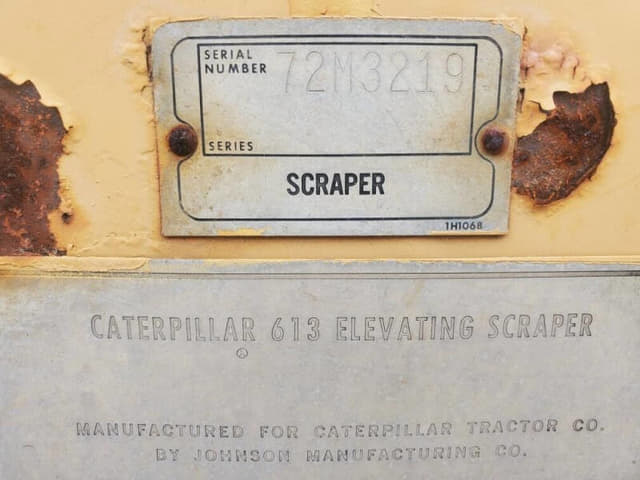 SERIAL
NUMBER 72M3219
SERIES
SCRAPER
1H1068
CATERPILLAR 613 ELEVATING SCRAPER
MANUFACTURED FOR CATERPILLAR TRACTOR CO.
BY JOHNSON MANUFACTURING CO.